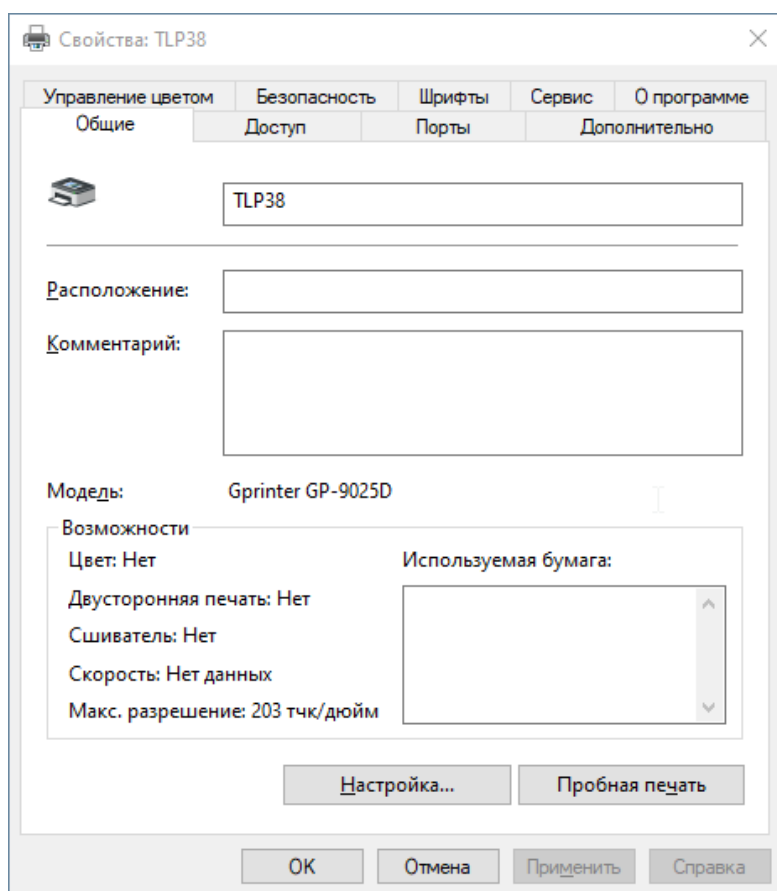 Свойства: TLP38
Управление цветом Безопасность Шрифты Сервис О программе
Общие Доступ Порты Дополнительно
TLP38
Расположение:
Комментарий:
Модель: Gprinter GP-9025D
Возможности
Цвет: Нет Используемая бумага:
Двусторонняя печать: Нет
Сшиватель: Нет
Скорость: Нет данных
Макс. разрешение: 203 тчк/дюйм
Настройка... Пробная печать
OK Отмена Применить Справка